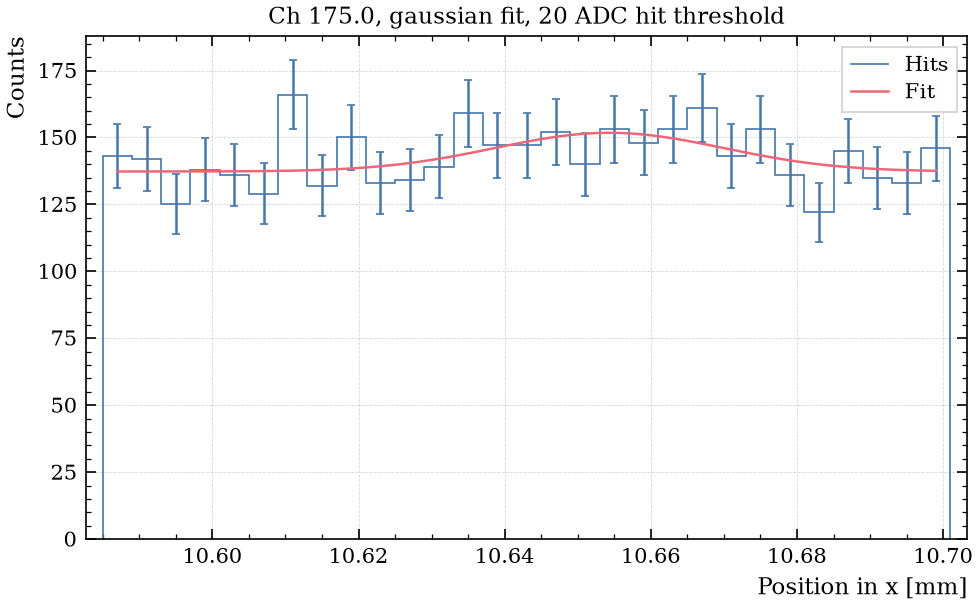 Ch 175.0, gaussian fit, 20 ADC hit threshold
Counts
175
150
125
100
75
50
25
0
Hits
Fit
10.60 10.62 10.64 10.66 10.68 10.70
Position in x [mm]